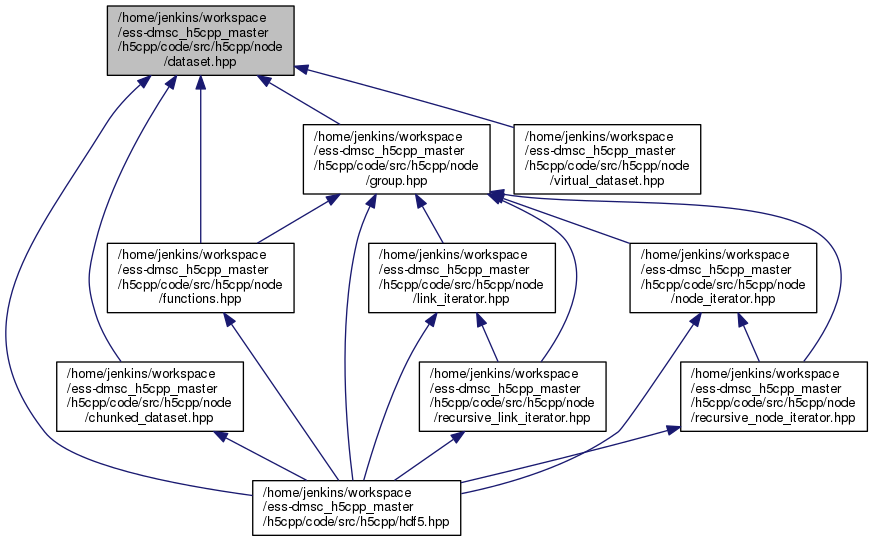 /home/jenkins/workspace
/ess-dmsc_h5cpp_master
/h5cpp/code/src/h5cpp/node
/dataset.hpp
/home/jenkins/workspace
/ess-dmsc_h5cpp_master
/h5cpp/code/src/h5cpp/node
/group.hpp
/home/jenkins/workspace
/ess-dmsc_h5cpp_master
/h5cpp/code/src/h5cpp/node
/virtual_dataset.hpp
/home/jenkins/workspace
/ess-dmsc_h5cpp_master
/h5cpp/code/src/h5cpp/node
/functions.hpp
/home/jenkins/workspace
/ess-dmsc_h5cpp_master
/h5cpp/code/src/h5cpp/node
/link_iterator.hpp
/home/jenkins/workspace
/ess-dmsc_h5cpp_master
/h5cpp/code/src/h5cpp/node
/node_iterator.hpp
/home/jenkins/workspace
/ess-dmsc_h5cpp_master
/h5cpp/code/src/h5cpp/node
/chunked_dataset.hpp
/home/jenkins/workspace
/ess-dmsc_h5cpp_master
/h5cpp/code/src/h5cpp/node
/recursive_link_iterator.hpp
/home/jenkins/workspace
/ess-dmsc_h5cpp_master
/h5cpp/code/src/h5cpp/node
/recursive_node_iterator.hpp
/home/jenkins/workspace
/ess-dmsc_h5cpp_master
/h5cpp/code/src/h5cpp/hdf5.hpp